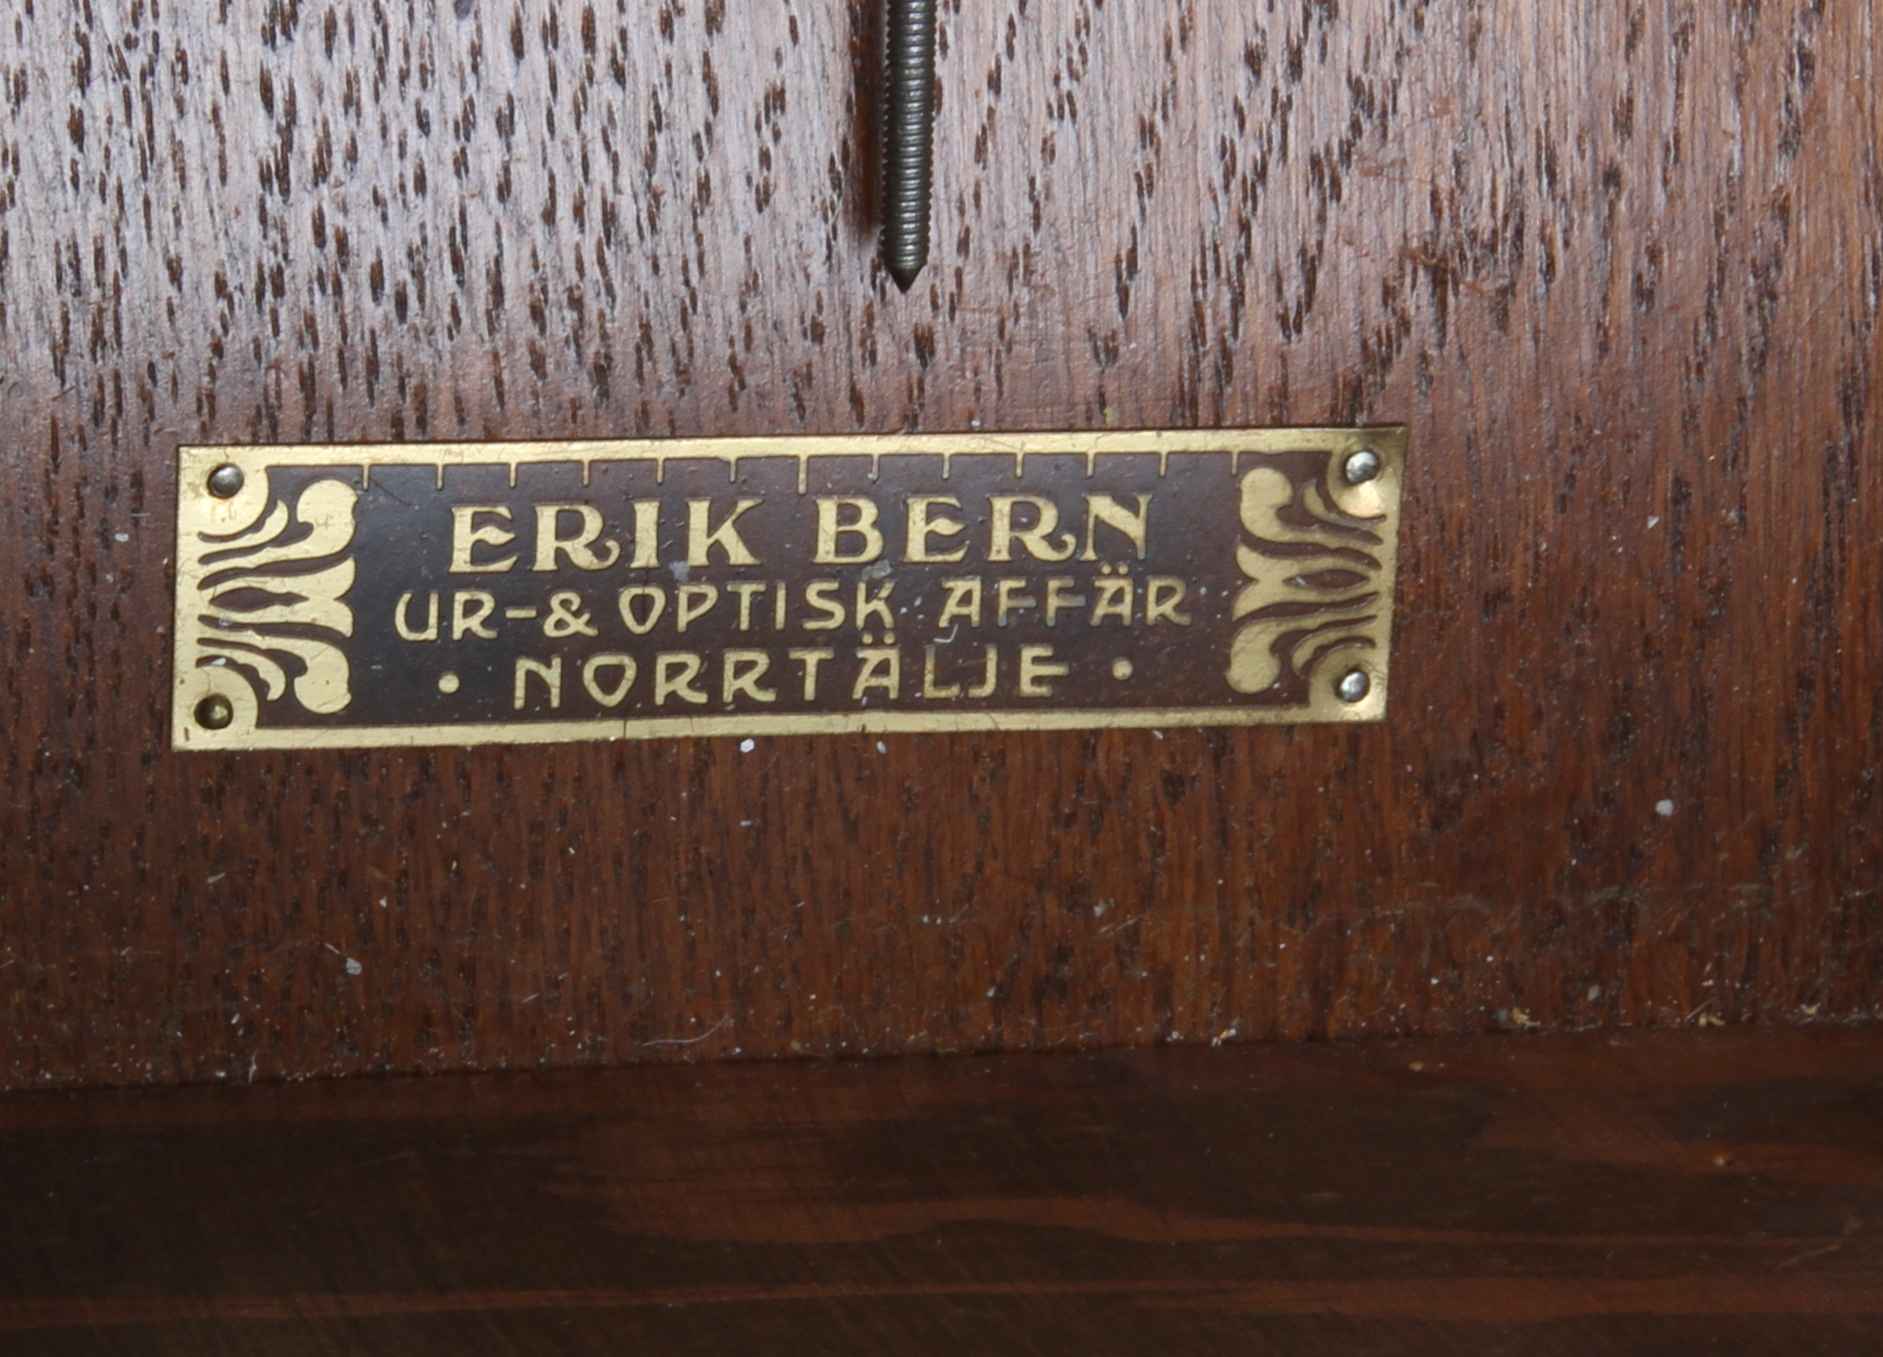 ERIK BERN
UR-& OPTISK AFFÄR
· NORRTÄLJE ·